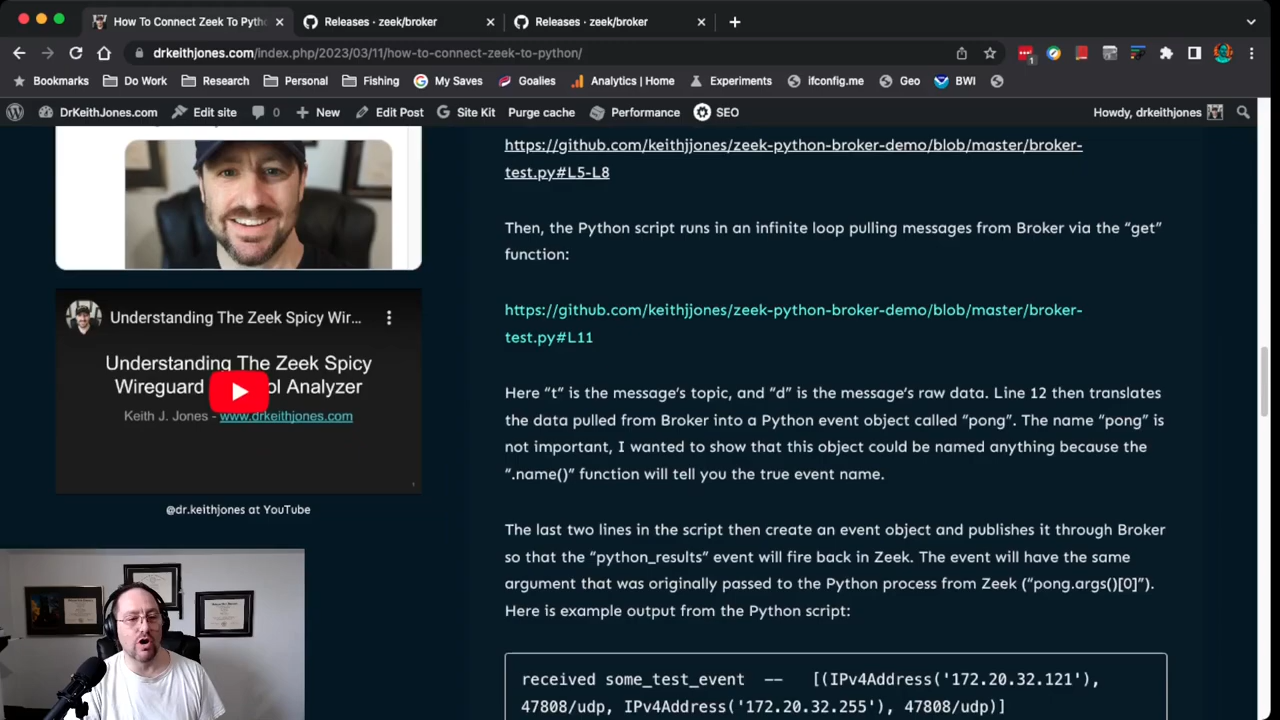 How To Connect Zeek To Pyth
Releases · zeek/broker
Releases · zeek/broker
drkeithjones.com/index.php/2023/03/11/how-to-connect-zeek-to-python/
1
Bookmarks
Do Work
Research
Personal
Fishing
My Saves
Goalies
Analytics | Home
Experiments
ifconfig.me
Geo
BWI
DrKeithJones.com
Edit site
0
New
Edit Post
Site Kit
Purge cache
Performance
SEO
Howdy, drkeithjones
Understanding The Zeek Spicy Wir...
Understanding The Zeek Spicy
Wireguard ol Analyzer
Keith J. Jones - www.drkeithjones.com
@dr.keithjones at YouTube
https://github.com/keithjjones/zeek-python-broker-demo/blob/master/broker-
test.py#L5-L8
Then, the Python script runs in an infinite loop pulling messages from Broker via the “get”
function:
https://github.com/keithjjones/zeek-python-broker-demo/blob/master/broker-
test.py#L11
Here “t” is the message’s topic, and “d” is the message’s raw data. Line 12 then translates
the data pulled from Broker into a Python event object called “pong”. The name “pong” is
not important, I wanted to show that this object could be named anything because the
“.name()” function will tell you the true event name.
The last two lines in the script then create an event object and publishes it through Broker
so that the “python_results” event will fire back in Zeek. The event will have the same
argument that was originally passed to the Python process from Zeek (“pong.args()[0]”).
Here is example output from the Python script:
received some_test_event -- [(IPv4Address('172.20.32.121'),
47808/udp, IPv4Address('172.20.32.255'), 47808/udp)]